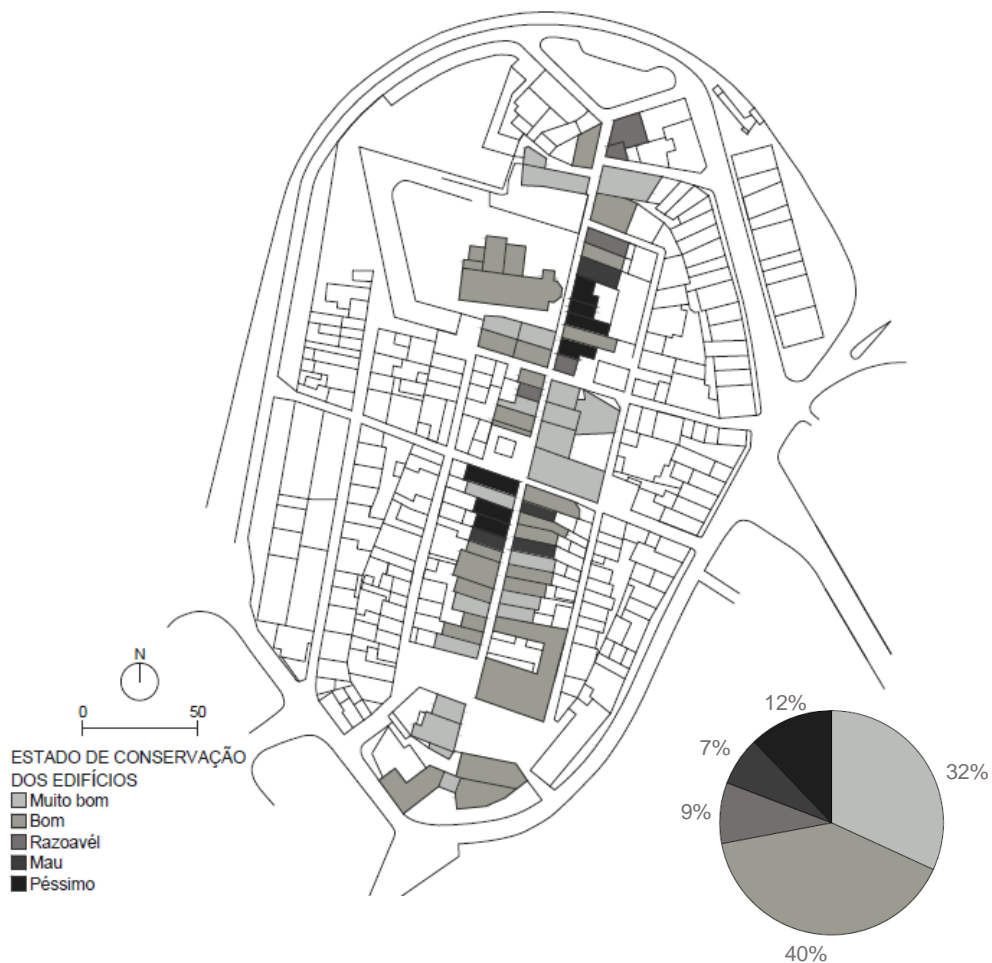 N
0 50
ESTADO DE CONSERVAÇÃO
DOS EDIFÍCIOS
Muito bom
Bom
Razoavél
Mau
Péssimo
12%
7%
32%
9%
40%